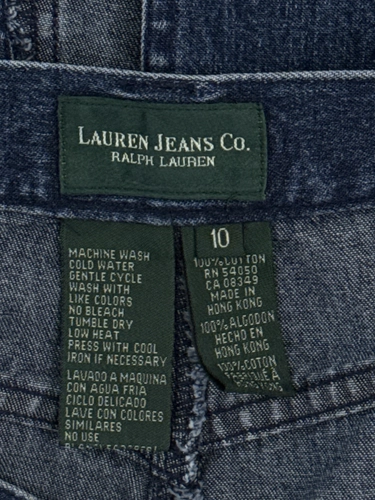 LAUREN JEANS CO.
RALPH LAUREN
MACHINE WASH
COLD WATER
GENTLE CYCLE
WASH WITH
LIKE COLORS
NO BLEACH
TUMBLE DRY
LOW HEAT
PRESS WITH COOL
IRON IF NECESSARY
LAVADO A MAQUINA
CON AGUA FRIA
CICLO DELICADO
LAVE CON COLORES
SIMILARES
NO USE
10
100% COTTON
RN 54050
CA 08349
MADE IN
HONG KONG
100% ALGODON
HECHO EN
HONG KONG
100% COTON